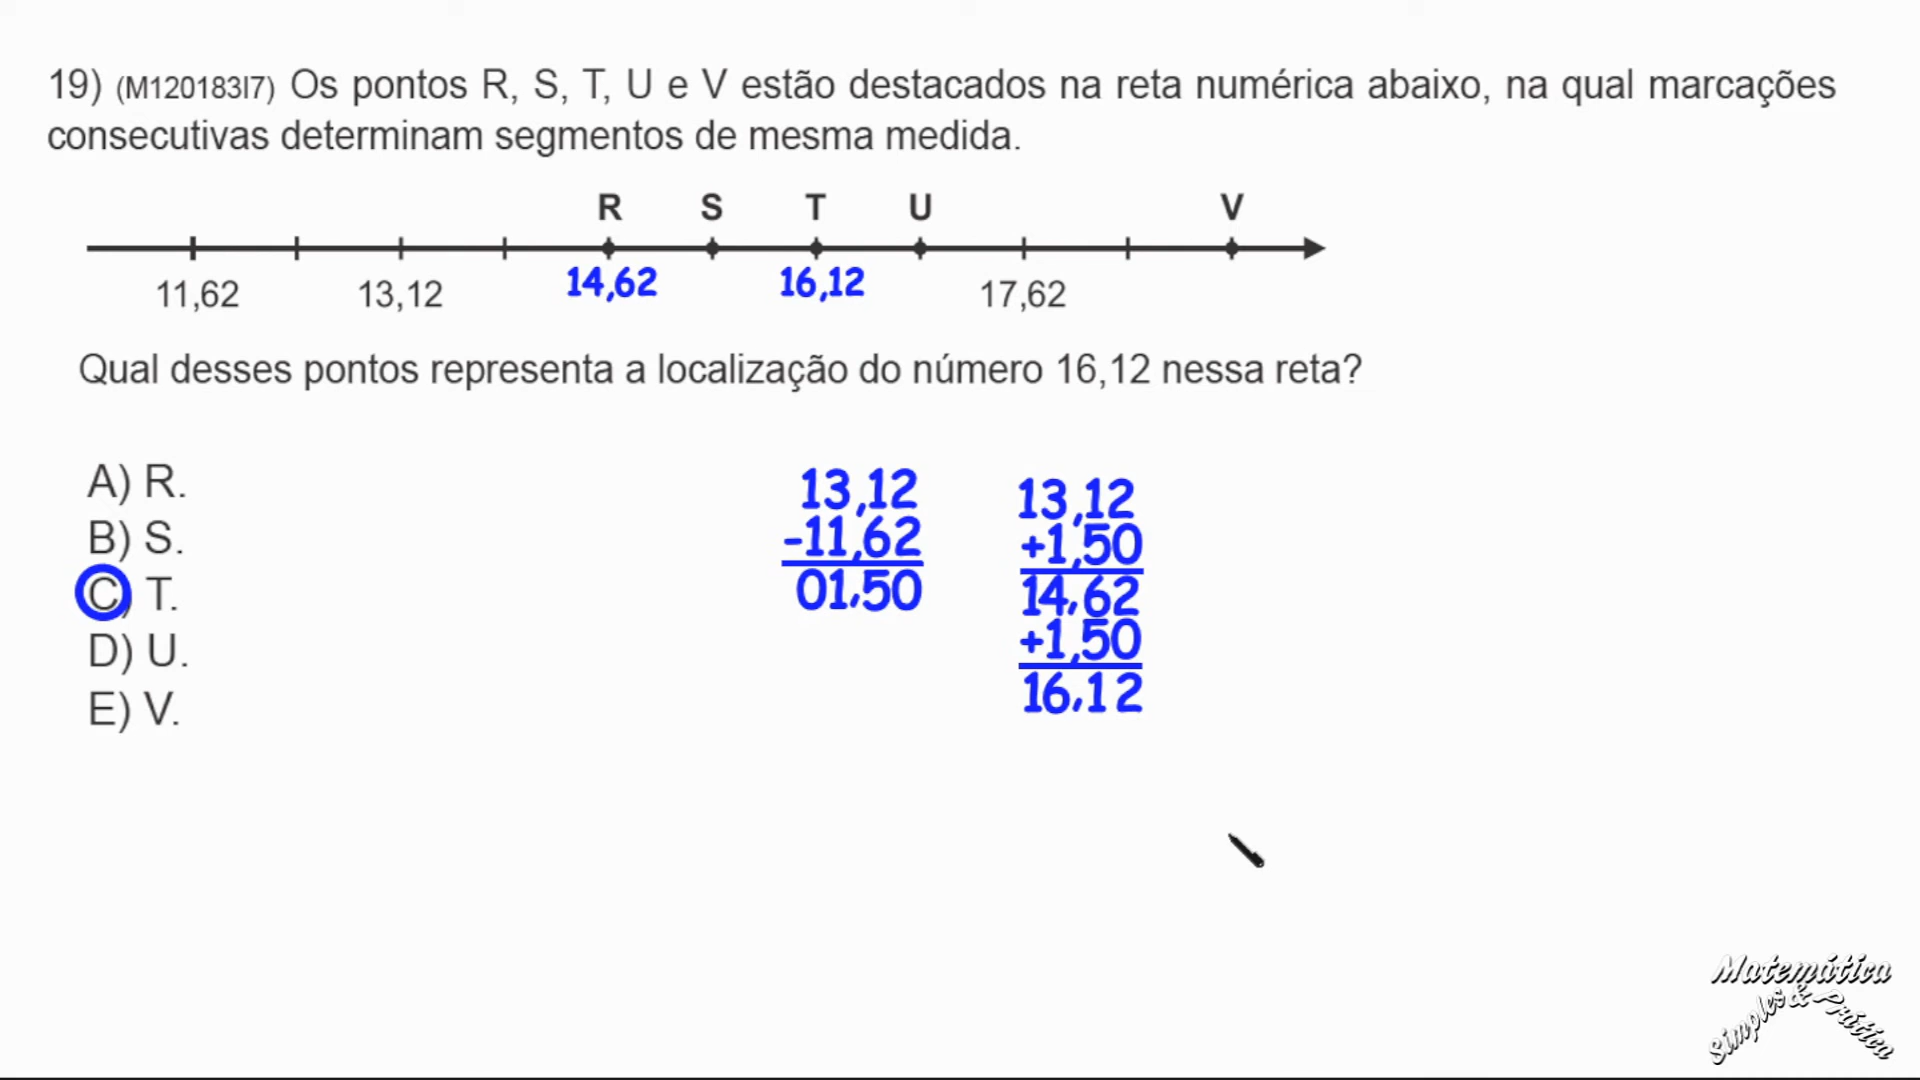 19) (M120183I7) Os pontos R, S, T, U e V estão destacados na reta numérica abaixo, na qual marcações
consecutivas determinam segmentos de mesma medida.
R S T U V
14,62 16,12
11,62 13,12 17,62
Qual desses pontos representa a localização do número 16,12 nessa reta?
A) R.
B) S.
C) T.
D) U.
E) V.
13,12
-11,62
01,50
13,12
+1,50
14,62
+1,50
16,12
Matemática
Simples & Prática